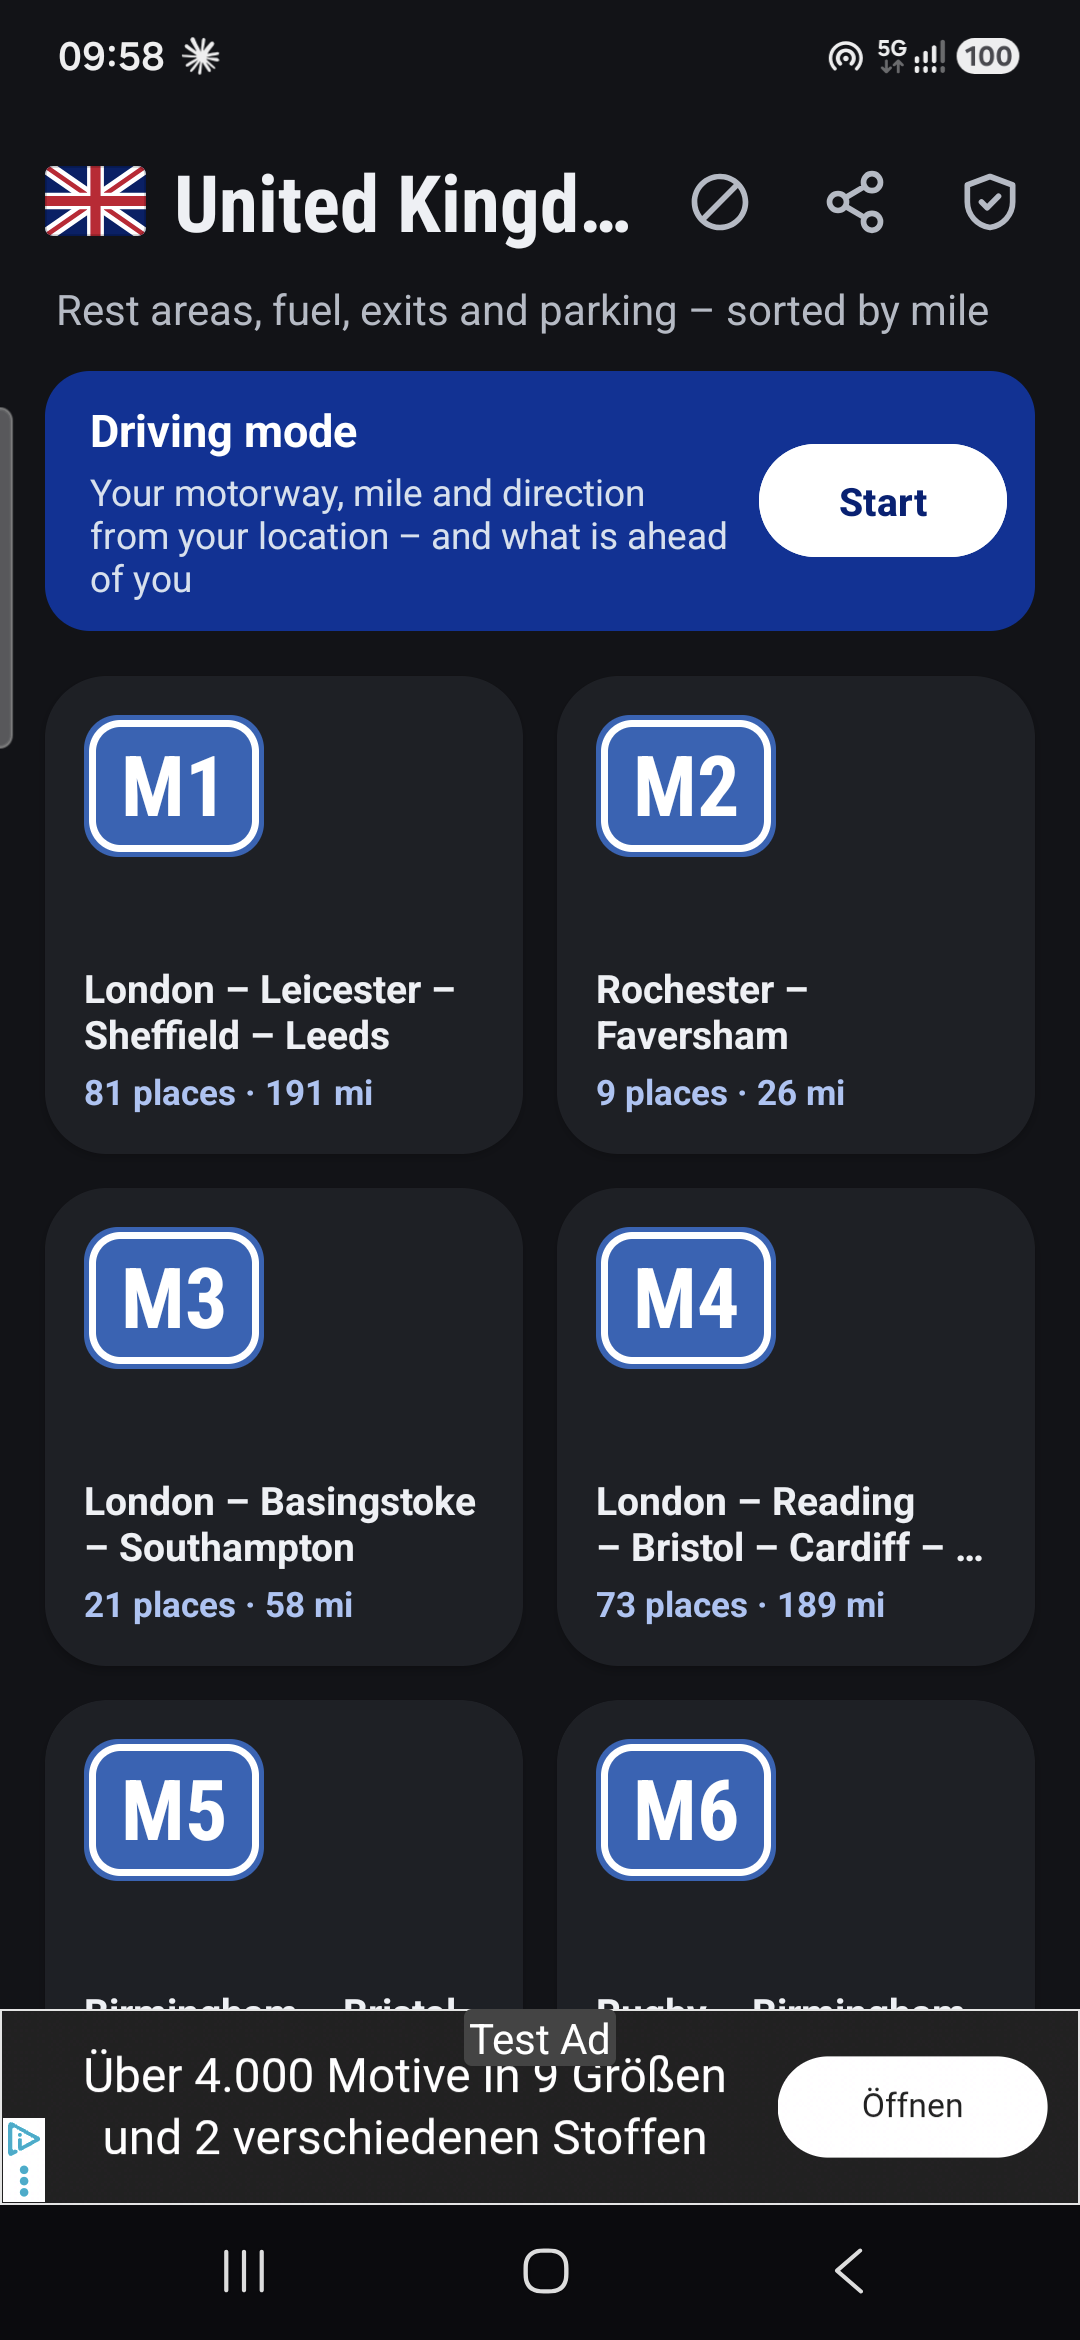 09:58
5G
100
United Kingd...
Rest areas, fuel, exits and parking – sorted by mile
Driving mode
Your motorway, mile and direction
from your location – and what is ahead
of you
Start
M1
London – Leicester –
Sheffield – Leeds
81 places · 191 mi
M2
Rochester –
Faversham
9 places · 26 mi
M3
London – Basingstoke
– Southampton
21 places · 58 mi
M4
London – Reading
– Bristol – Cardiff – ...
73 places · 189 mi
M5
Birmingham – Bristol
M6
Rugby – Birmingham
Test Ad
Über 4.000 Motive in 9 Größen
und 2 verschiedenen Stoffen
Öffnen